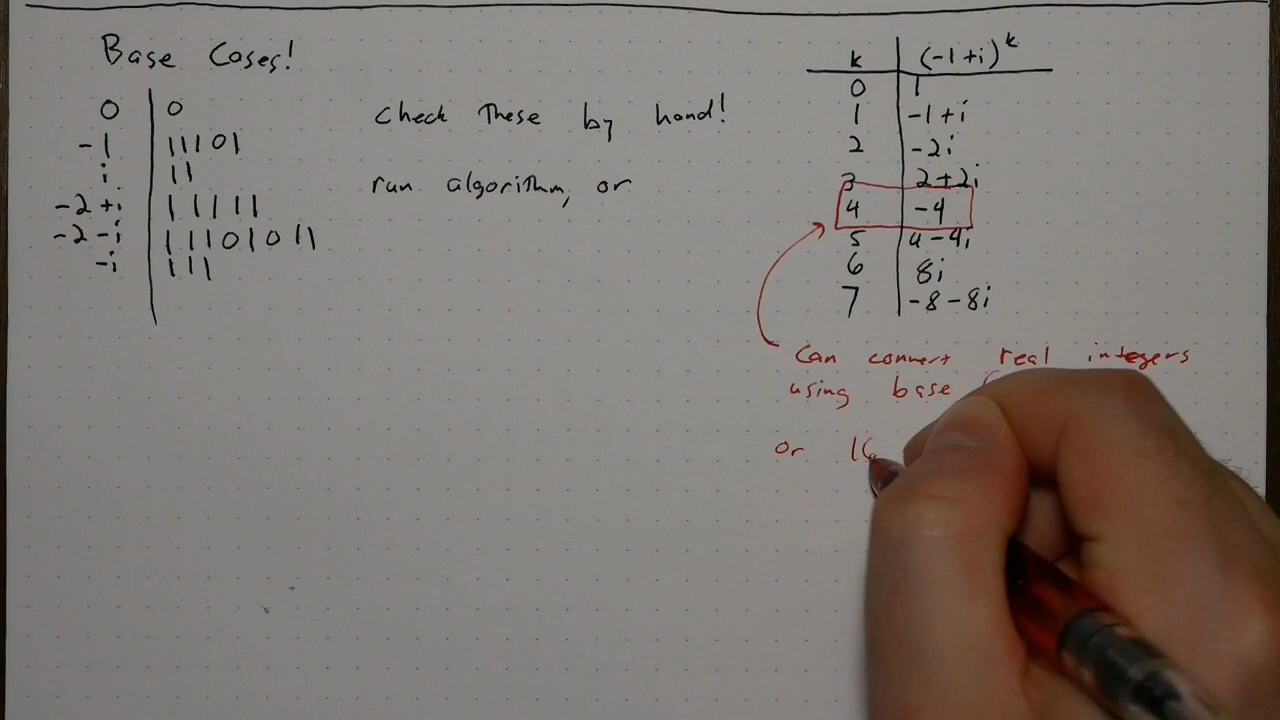 Base Cases!
0 | 0
-1 | 11101
i | 11
-2+i | 11111
-2-i | 11101011
-i | 111
Check these by hand!
run algorithm, or
k | (-1+i)^k
0 | 1
1 | -1+i
2 | -2i
3 | 2+2i
4 | -4
5 | 4-4i
6 | 8i
7 | -8-8i
Can convert real integers
using base (
or 16